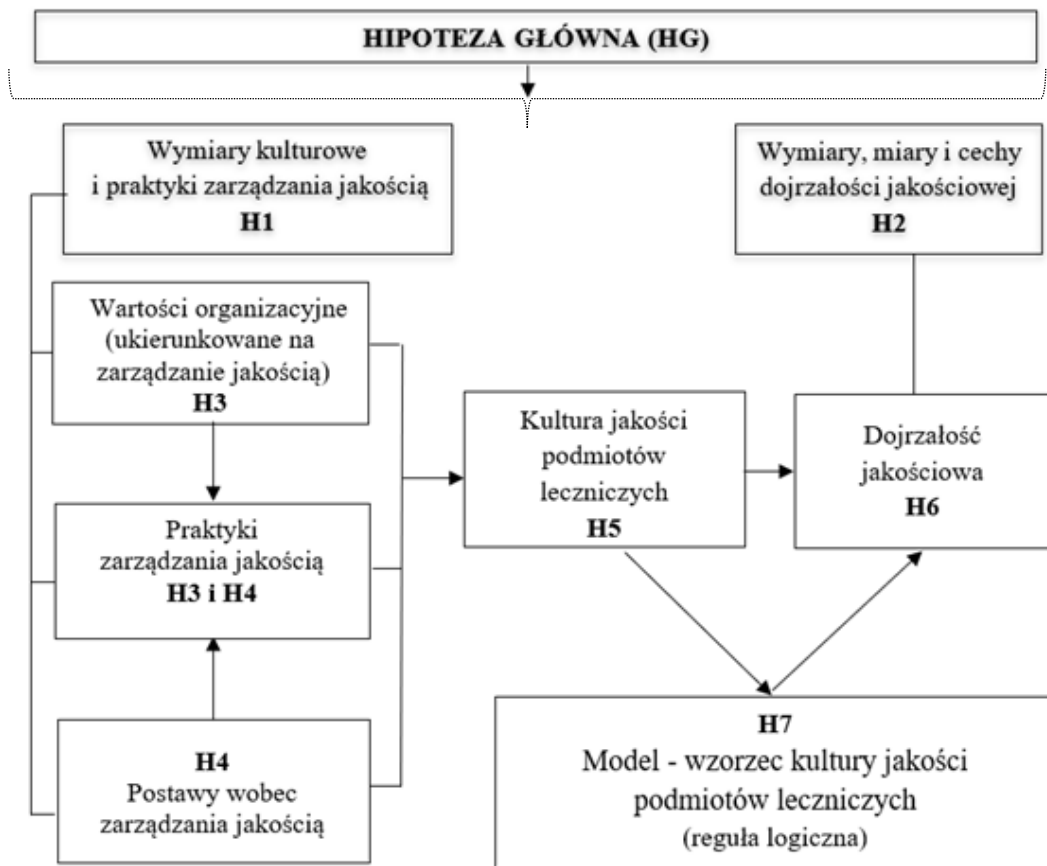 HIPOTEZA GŁÓWNA (HG)
Wymiary kulturowe
i praktyki zarządzania jakością
H1
Wymiary, miary i cechy
dojrzałości jakościowej
H2
Wartości organizacyjne
(ukierunkowane na
zarządzanie jakością)
H3
Praktyki
zarządzania jakością
H3 i H4
H4
Postawy wobec
zarządzania jakością
Kultura jakości
podmiotów
leczniczych
H5
Dojrzałość
jakościowa
H6
H7
Model - wzorzec kultury jakości
podmiotów leczniczych
(reguła logiczna)